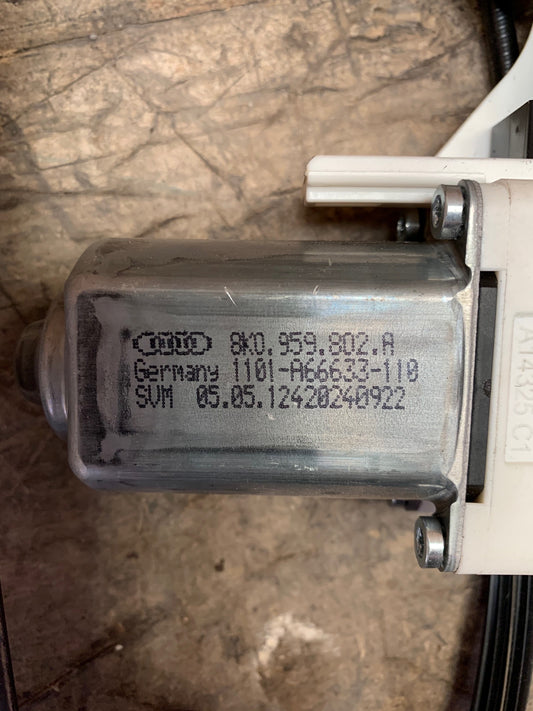 8K0.959.802.A
Germany 1101-A66633-110
SVM 05.05.12420240922
A14325 C1